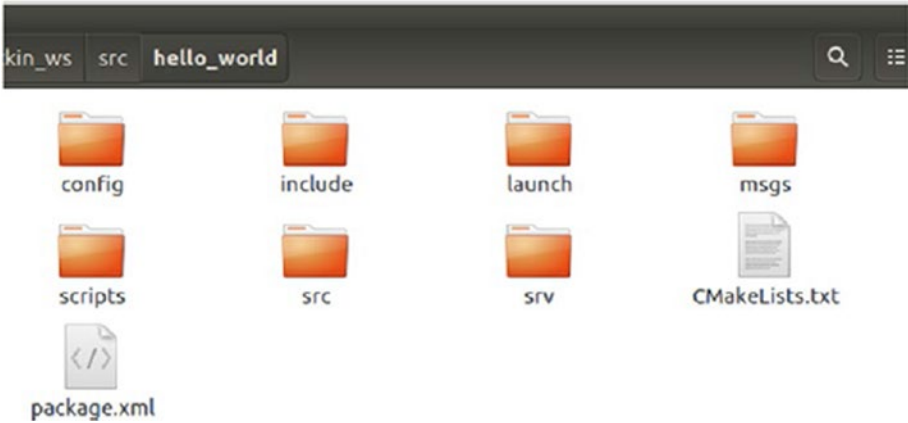 kin_ws src hello_world
config include launch msgs
scripts src srv CMakeLists.txt
package.xml